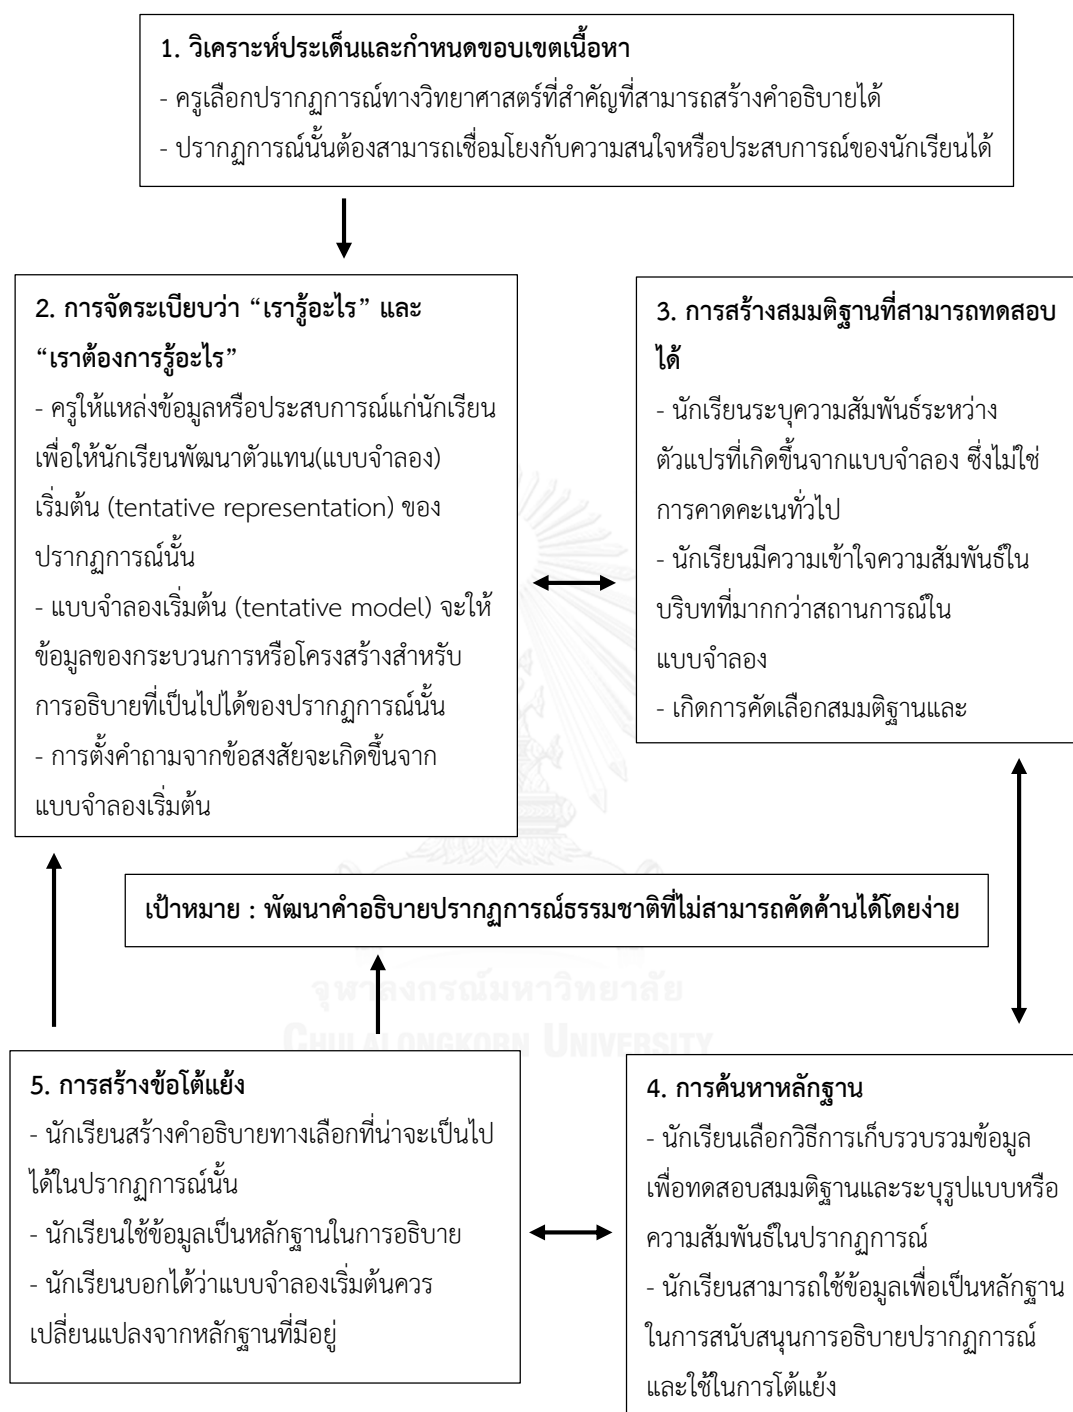 1. วิเคราะห์ประเด็นและกำหนดขอบเขตเนื้อหา
- ครูเลือกปรากฏการณ์ทางวิทยาศาสตร์ที่สำคัญที่สามารถสร้างคำอธิบายได้
- ปรากฏการณ์นั้นต้องสามารถเชื่อมโยงกับความสนใจหรือประสบการณ์ของนักเรียนได้
2. การจัดระเบียบว่า “เรารู้อะไร” และ
“เราต้องการรู้อะไร”
- ครูให้แหล่งข้อมูลหรือประสบการณ์แก่นักเรียน
เพื่อให้นักเรียนพัฒนาตัวแทน(แบบจำลอง)
เริ่มต้น (tentative representation) ของ
ปรากฏการณ์นั้น
- แบบจำลองเริ่มต้น (tentative model) จะให้
ข้อมูลของกระบวนการหรือโครงสร้างสำหรับ
การอธิบายที่เป็นไปได้ของปรากฏการณ์นั้น
- การตั้งคำถามจากข้อสงสัยจะเกิดขึ้นจาก
แบบจำลองเริ่มต้น
3. การสร้างสมมติฐานที่สามารถทดสอบ
ได้
- นักเรียนระบุความสัมพันธ์ระหว่าง
ตัวแปรที่เกิดขึ้นจากแบบจำลอง ซึ่งไม่ใช่
การคาดคะเนทั่วไป
- นักเรียนมีความเข้าใจความสัมพันธ์ใน
บริบทที่มากกว่าสถานการณ์ใน
แบบจำลอง
- เกิดการคัดเลือกสมมติฐานและ
เป้าหมาย : พัฒนาคำอธิบายปรากฏการณ์ธรรมชาติที่ไม่สามารถคัดค้านได้โดยง่าย
จุฬาลงกรณ์มหาวิทยาลัย
CHULALONGKORN UNIVERSITY
5. การสร้างข้อโต้แย้ง
- นักเรียนสร้างคำอธิบายทางเลือกที่น่าจะเป็นไป
ได้ในปรากฏการณ์นั้น
- นักเรียนใช้ข้อมูลเป็นหลักฐานในการอธิบาย
- นักเรียนบอกได้ว่าแบบจำลองเริ่มต้นควร
เปลี่ยนแปลงจากหลักฐานที่มีอยู่
4. การค้นหาหลักฐาน
- นักเรียนเลือกวิธีการเก็บรวบรวมข้อมูล
เพื่อทดสอบสมมติฐานและระบุรูปแบบหรือ
ความสัมพันธ์ในปรากฏการณ์
- นักเรียนสามารถใช้ข้อมูลเพื่อเป็นหลักฐาน
ในการสนับสนุนการอธิบายปรากฏการณ์
และใช้ในการโต้แย้ง